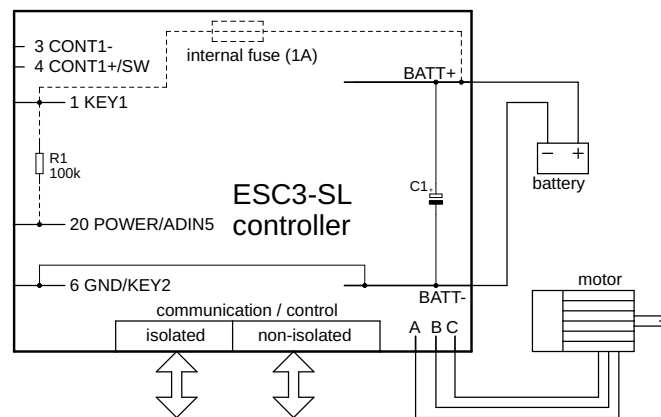 3 CONT1-
internal fuse (1A)
4 CONT1+/SW
BATT+
1 KEY1
R1
100k
ESC3-SL
controller
C1
+
− +
battery
20 POWER/ADIN5
6 GND/KEY2
BATT-
motor
communication / control
A B C
isolated
non-isolated